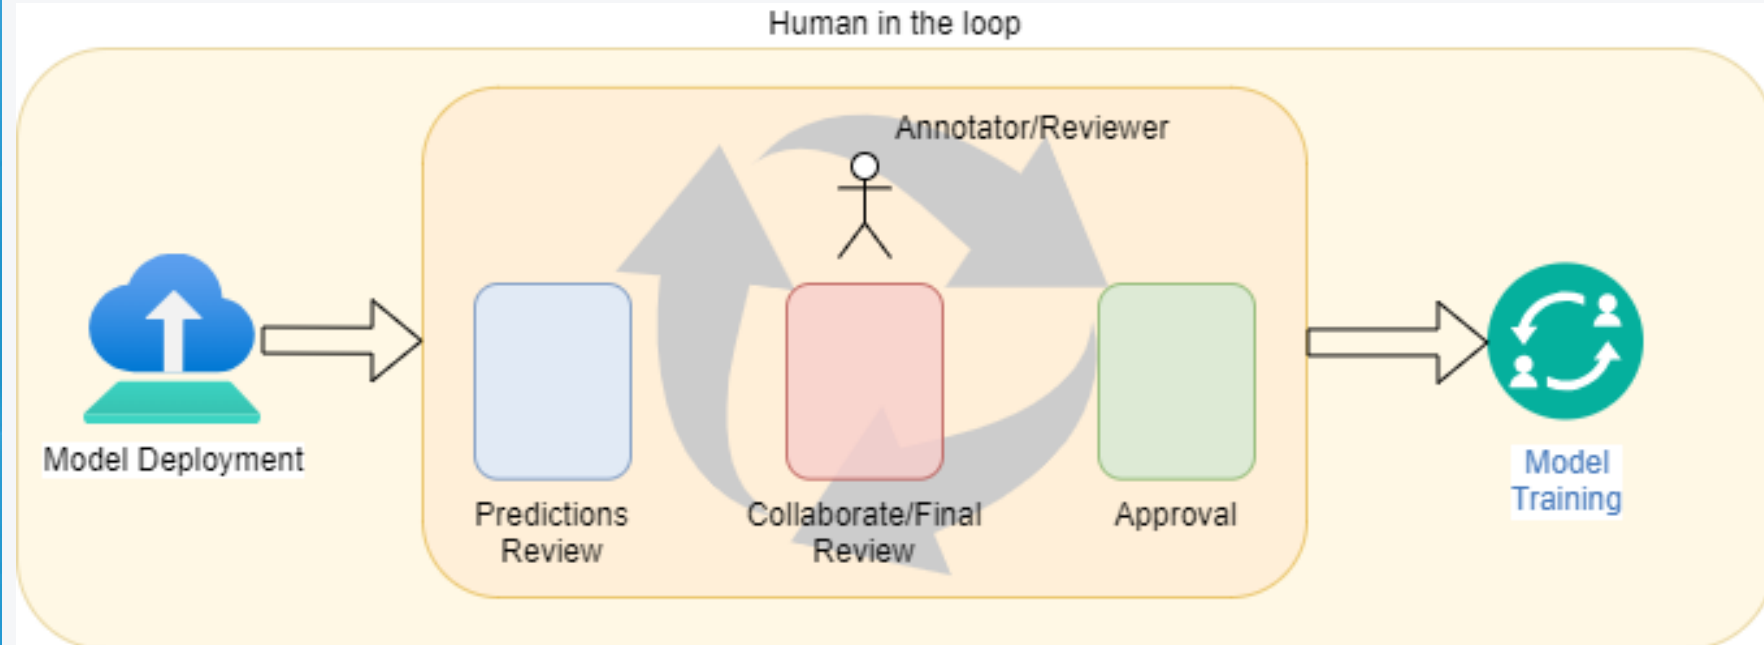 Human in the loop
Annotator/Reviewer
Model Deployment
Predictions
Review
Collaborate/Final
Review
Approval
Model
Training